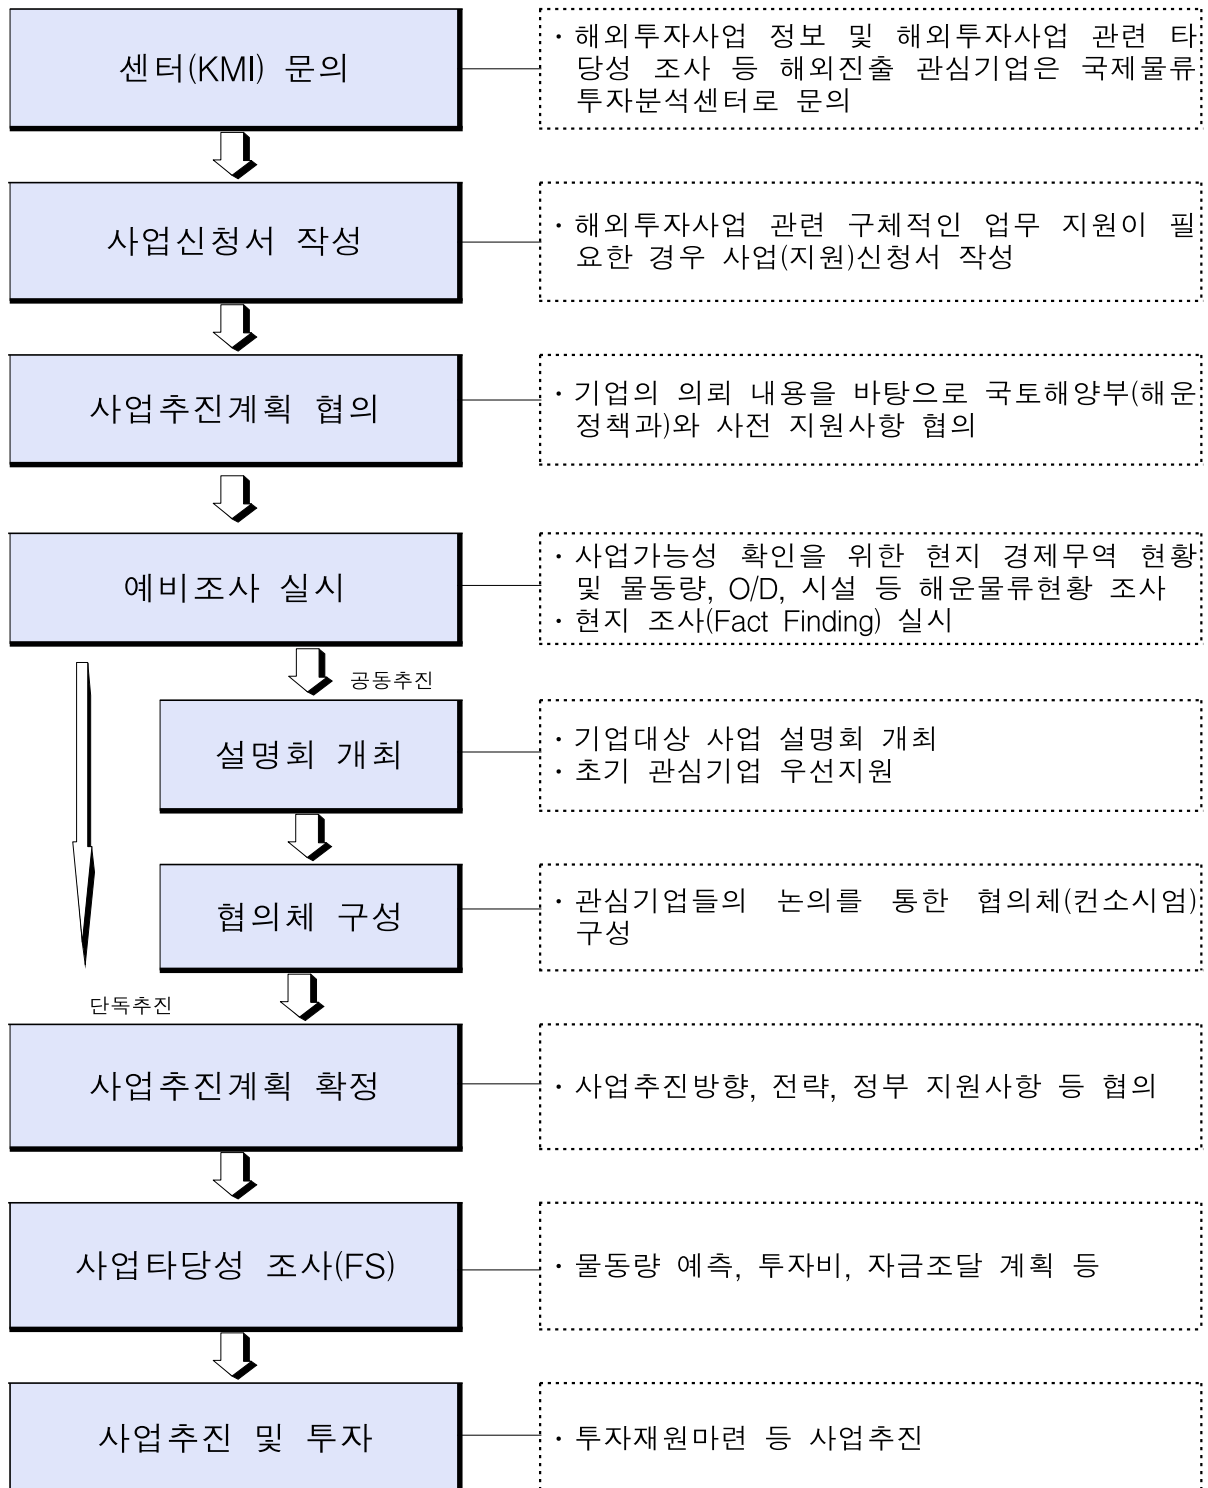 센터(KMI) 문의
· 해외투자사업 정보 및 해외투자사업 관련 타
당성 조사 등 해외진출 관심기업은 국제물류
투자분석센터로 문의
사업신청서 작성
· 해외투자사업 관련 구체적인 업무 지원이 필
요한 경우 사업(지원)신청서 작성
사업추진계획 협의
· 기업의 의뢰 내용을 바탕으로 국토해양부(해운
정책과)와 사전 지원사항 협의
예비조사 실시
· 사업가능성 확인을 위한 현지 경제무역 현황
및 물동량, O/D, 시설 등 해운물류현황 조사
· 현지 조사(Fact Finding) 실시
공동추진
설명회 개최
· 기업대상 사업 설명회 개최
· 초기 관심기업 우선지원
협의체 구성
· 관심기업들의 논의를 통한 협의체(컨소시엄)
구성
단독추진
사업추진계획 확정
· 사업추진방향, 전략, 정부 지원사항 등 협의
사업타당성 조사(FS)
· 물동량 예측, 투자비, 자금조달 계획 등
사업추진 및 투자
· 투자재원마련 등 사업추진